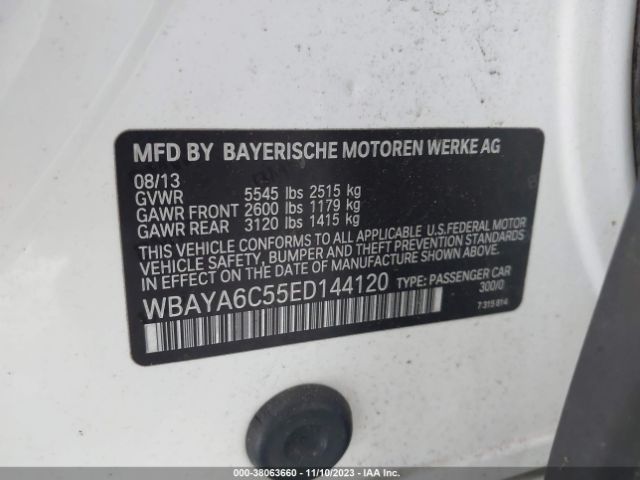 MFD BY BAYERISCHE MOTOREN WERKE AG
08/13
GVWR 5545 lbs 2515 kg
GAWR FRONT 2600 lbs 1179 kg
GAWR REAR 3120 lbs 1415 kg
THIS VEHICLE CONFORMS TO ALL APPLICABLE U.S.FEDERAL MOTOR
VEHICLE SAFETY, BUMPER, AND THEFT PREVENTION STANDARDS
IN EFFECT ON THE DATE OF MANUFACTURE SHOWN ABOVE.
WBAYA6C55ED144120 TYPE: PASSENGER CAR
300/0
7 315 814
000-38063660 - 11/10/2023 - IAA Inc.